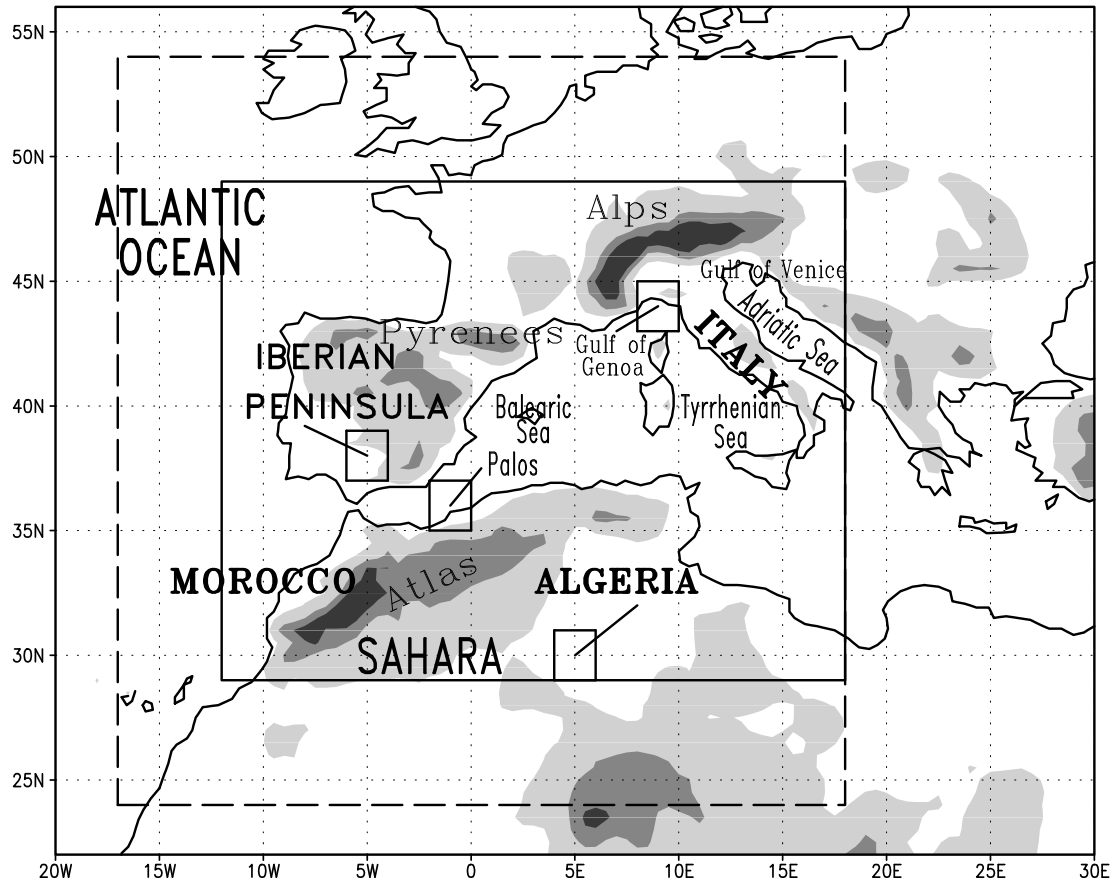 55N
50N
ATLANTIC
OCEAN
Alps
45N
Gulf of Venice
Adriatic Sea
ITALY
Pyrenees
IBERIAN
Gulf of
Genoa
40N
PENINSULA
Balearic
Sea
Tyrrhenian
Sea
Palos
35N
MOROCCO
Atlas
ALGERIA
SAHARA
30N
25N
20W
15W
10W
5W
0
5E
10E
15E
20E
25E
30E